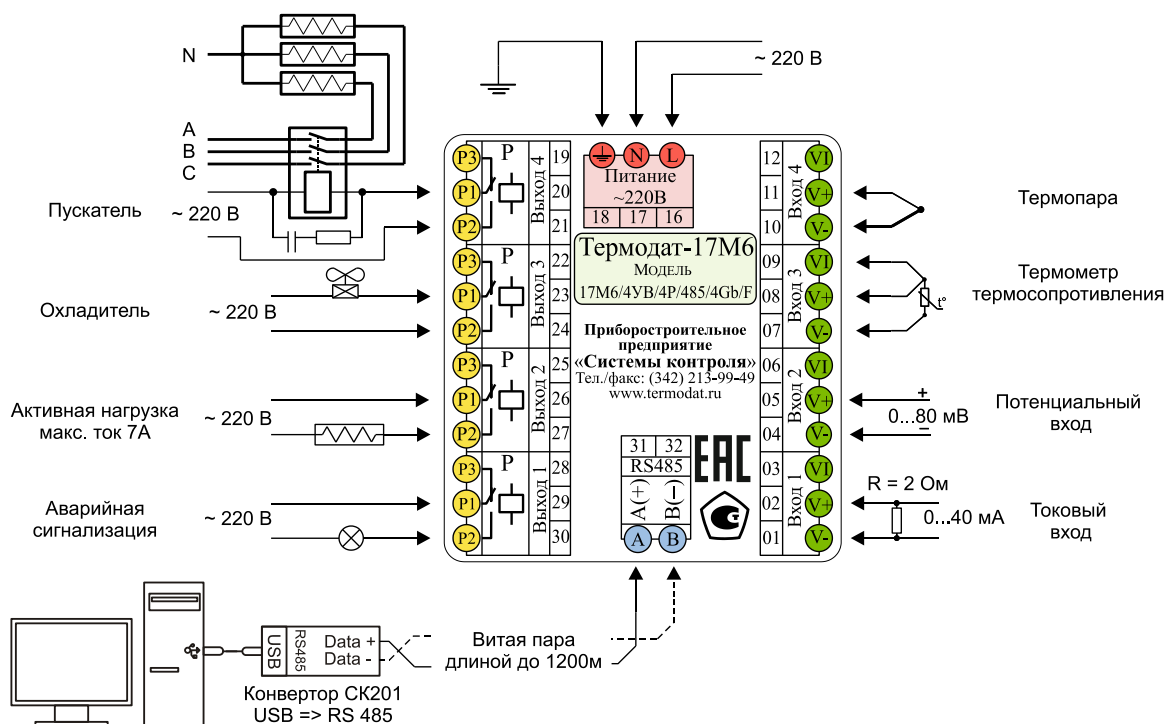 N
~ 220 В
A
B
C
Пускатель
~ 220 В
Охладитель
~ 220 В
Активная нагрузка
макс. ток 7А
~ 220 В
Аварийная
сигнализация
~ 220 В
P3
P1
P2
P
Выход 4
19
20
21
P3
P1
P2
P
Выход 3
22
23
24
P3
P1
P2
P
Выход 2
25
26
27
P3
P1
P2
P
Выход 1
28
29
30
N
L
Питание
~220В
18 17 16
Термодат-17М6
Модель
17М6/4УВ/4Р/485/4Gb/F
Приборостроительное
предприятие
«Системы контроля»
Тел./факс: (342) 213-99-49
www.termodat.ru
31 32
RS485
A(+)
B(−)
A
B
EAC
12
11
10
Вход 4
VI
V+
V-
09
08
07
Вход 3
VI
V+
V-
06
05
04
Вход 2
VI
V+
V-
03
02
01
Вход 1
VI
V+
V-
Термопара
Термометр
термосопротивления
t°
Потенциальный
вход
+
0...80 мВ
−
R = 2 Ом
0...40 мА
Токовый
вход
USB
RS485
Data +
Data -
Витая пара
длиной до 1200м
Конвертор СК201
USB => RS 485